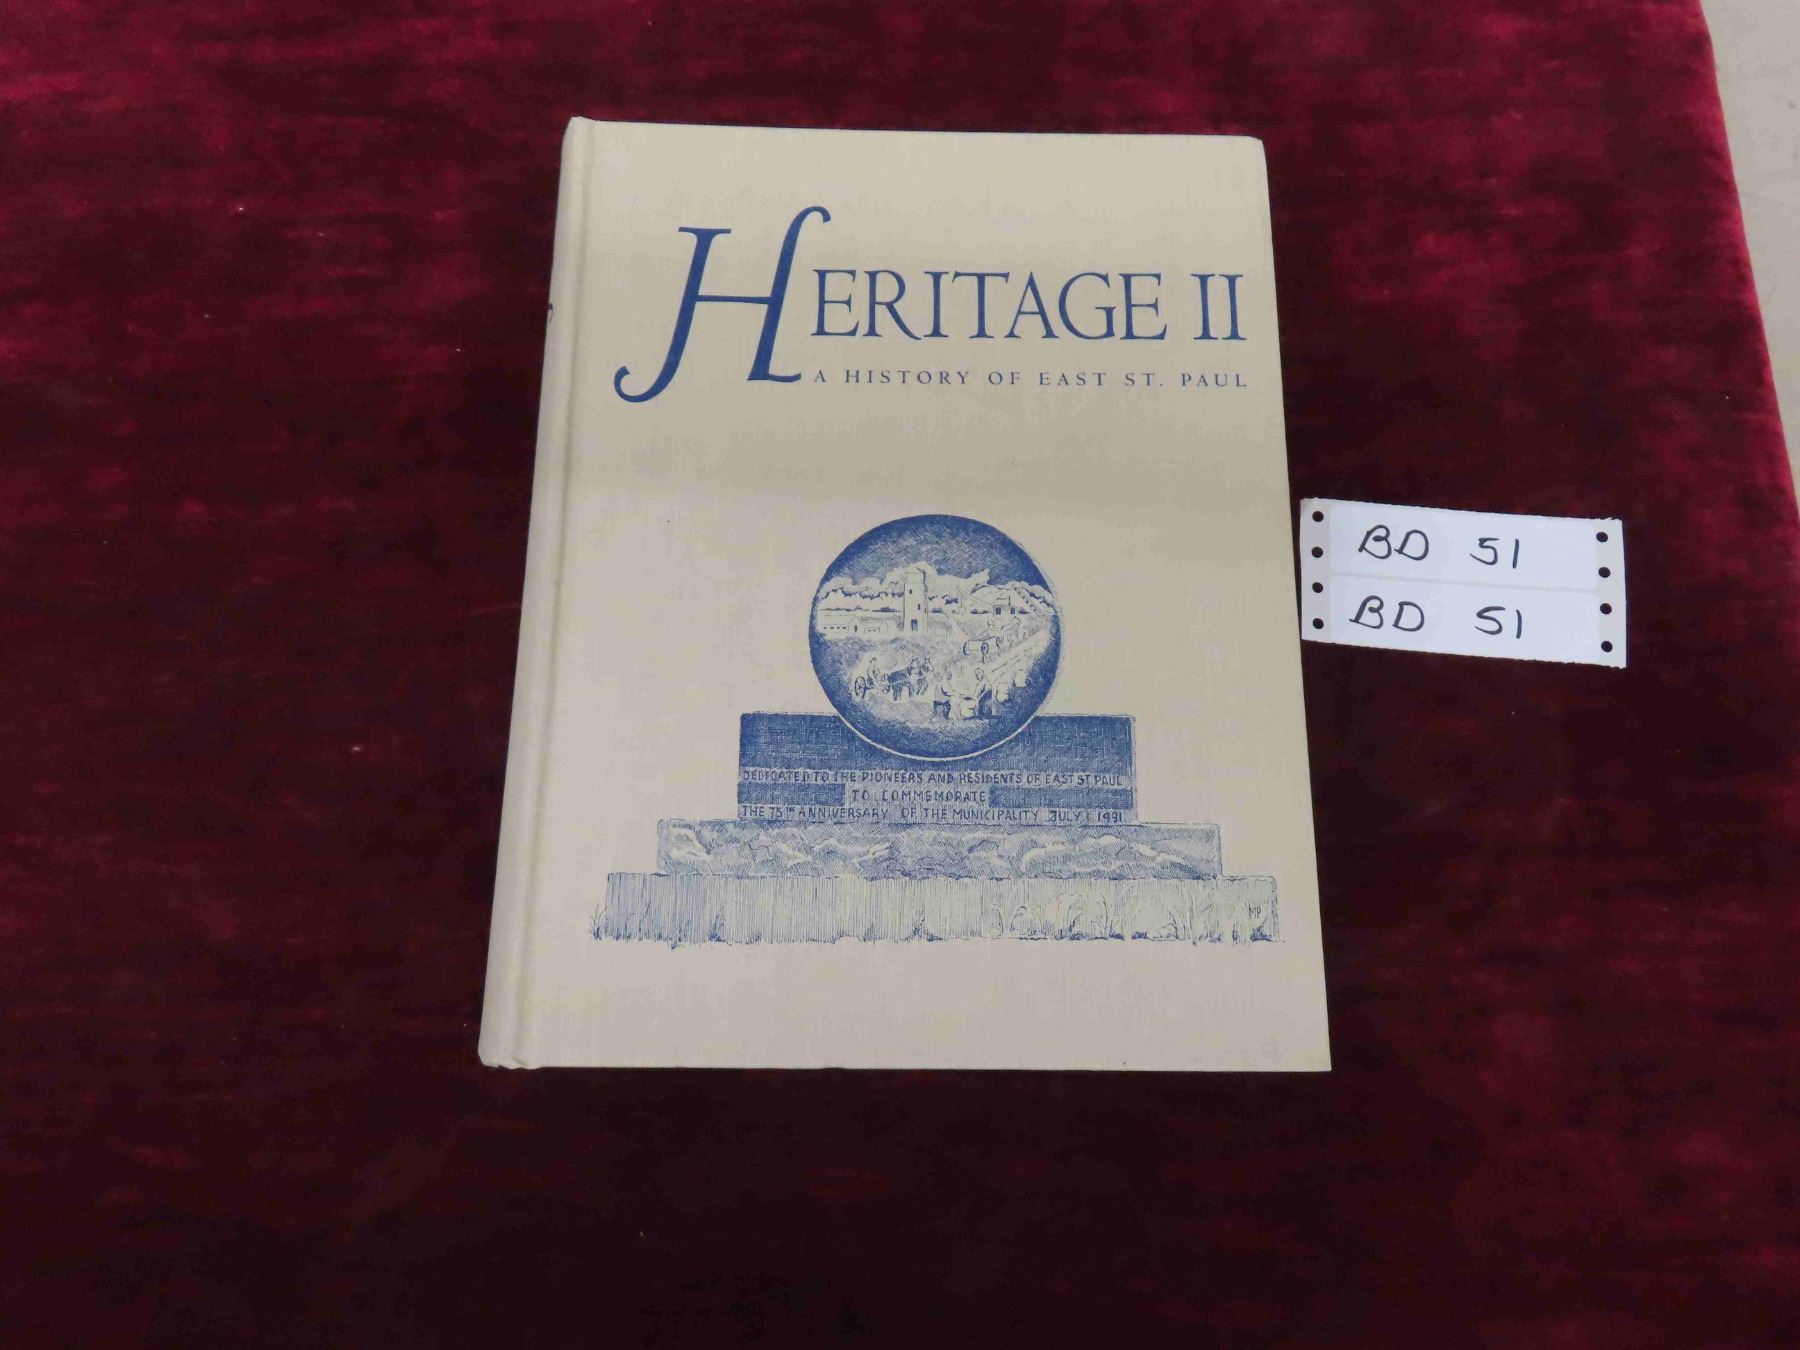 HERITAGE II
A HISTORY OF EAST ST. PAUL
DEDICATED TO THE PIONEERS AND RESIDENTS OF EAST ST PAUL
TO COMMEMORATE
THE 75TH ANNIVERSARY OF THE MUNICIPALITY JULY 1 1991
MP
BD 51
BD 51